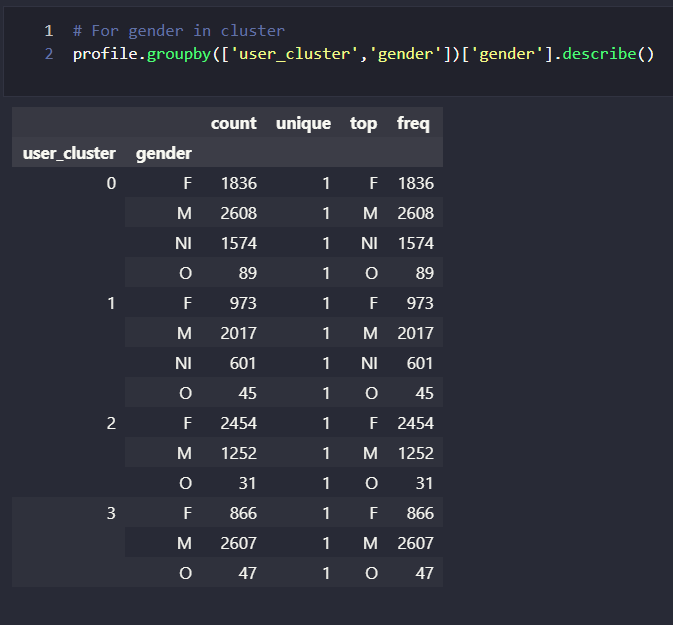 1 # For gender in cluster
2 profile.groupby(['user_cluster','gender'])['gender'].describe()
count unique top freq
user_cluster gender
0 F 1836 1 F 1836
M 2608 1 M 2608
NI 1574 1 NI 1574
O 89 1 O 89
1 F 973 1 F 973
M 2017 1 M 2017
NI 601 1 NI 601
O 45 1 O 45
2 F 2454 1 F 2454
M 1252 1 M 1252
O 31 1 O 31
3 F 866 1 F 866
M 2607 1 M 2607
O 47 1 O 47